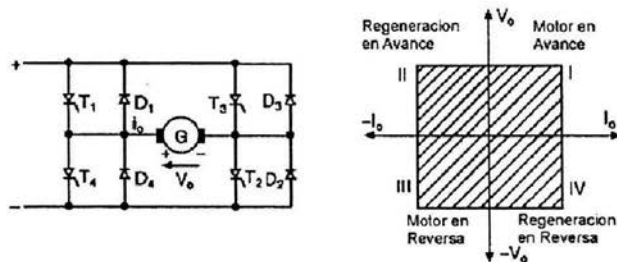 +
T₁
D₁
i₀
T₃
D₃
G
+ −
V₀
T₄
D₄
T₂
D₂
−
Regeneracion
en Avance
V₀
Motor en
Avance
II
I
-I₀
I₀
III
IV
Motor en
Reversa
Regeneracion
en Reversa
-V₀